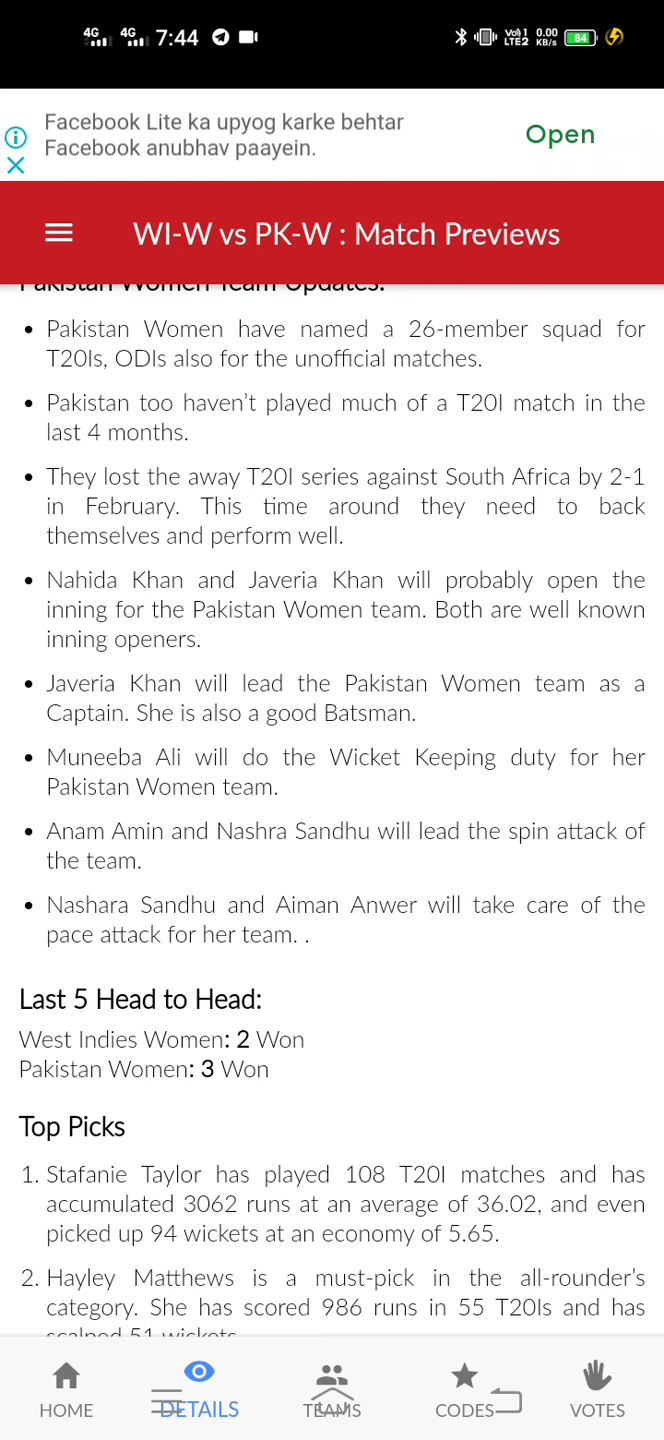 4G 4G 7:44 Vo) 1 LTE2 0.00 KB/s 84
Facebook Lite ka upyog karke behtar
Facebook anubhav paayein.
Open
WI-W vs PK-W : Match Previews
Pakistan Women Team Updates:
• Pakistan Women have named a 26-member squad for
T20Is, ODIs also for the unofficial matches.
• Pakistan too haven't played much of a T20I match in the
last 4 months.
• They lost the away T20I series against South Africa by 2-1
in February. This time around they need to back
themselves and perform well.
• Nahida Khan and Javeria Khan will probably open the
inning for the Pakistan Women team. Both are well known
inning openers.
• Javeria Khan will lead the Pakistan Women team as a
Captain. She is also a good Batsman.
• Muneeba Ali will do the Wicket Keeping duty for her
Pakistan Women team.
• Anam Amin and Nashra Sandhu will lead the spin attack of
the team.
• Nashara Sandhu and Aiman Anwer will take care of the
pace attack for her team. .
Last 5 Head to Head:
West Indies Women: 2 Won
Pakistan Women: 3 Won
Top Picks
1. Stafanie Taylor has played 108 T20I matches and has
accumulated 3062 runs at an average of 36.02, and even
picked up 94 wickets at an economy of 5.65.
2. Hayley Matthews is a must-pick in the all-rounder's
category. She has scored 986 runs in 55 T20Is and has
scalped 51 wickets
HOME DETAILS TEAMS CODES VOTES